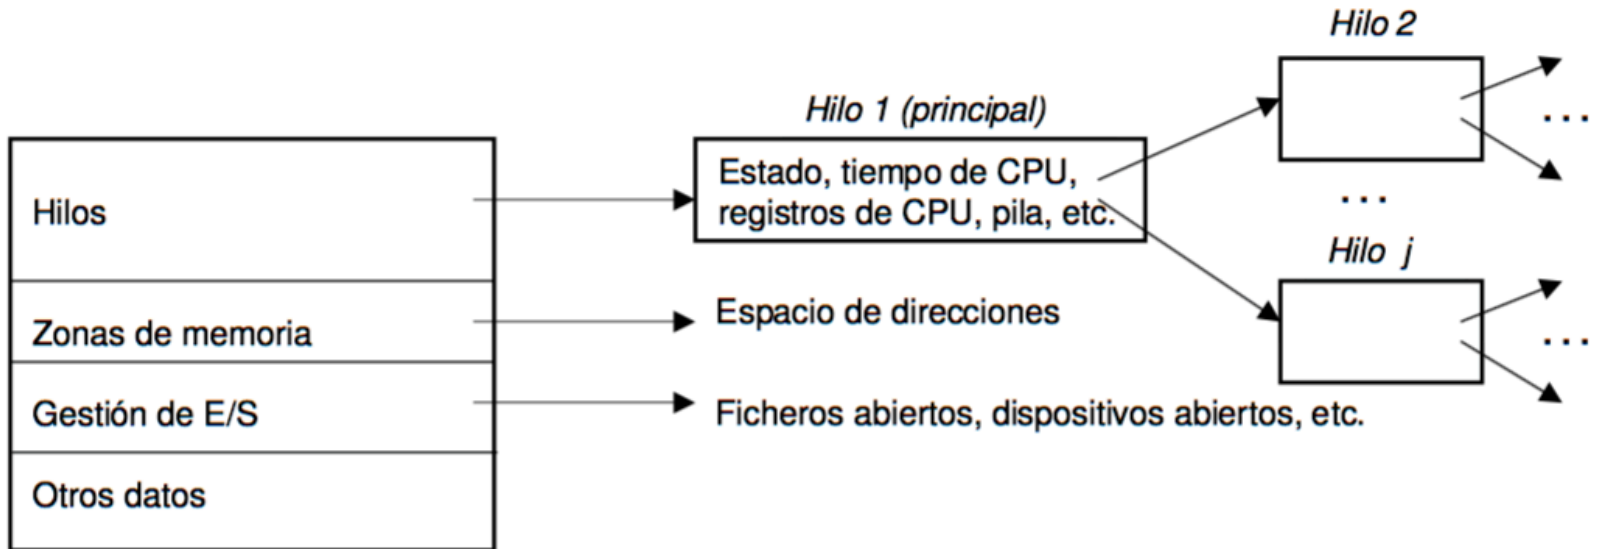 Hilos
Zonas de memoria
Gestión de E/S
Otros datos
Hilo 1 (principal)
Estado, tiempo de CPU,
registros de CPU, pila, etc.
Espacio de direcciones
Ficheros abiertos, dispositivos abiertos, etc.
Hilo 2
...
...
Hilo j
...